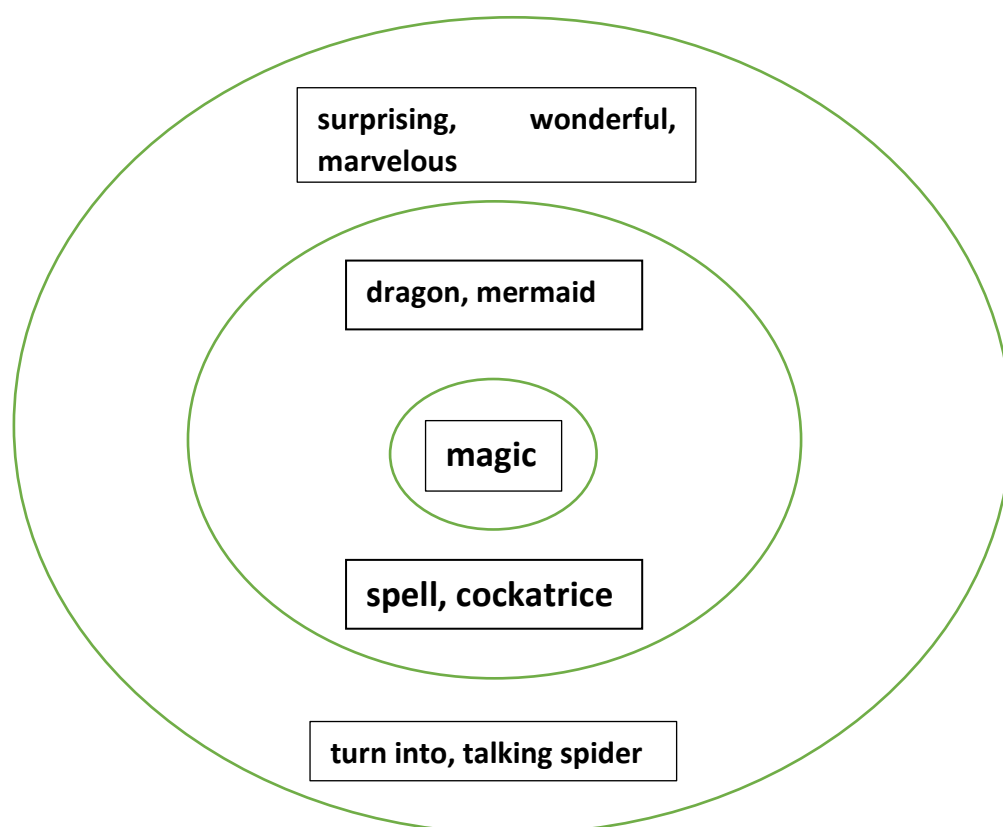 surprising, wonderful,
marvelous
dragon, mermaid
magic
spell, cockatrice
turn into, talking spider